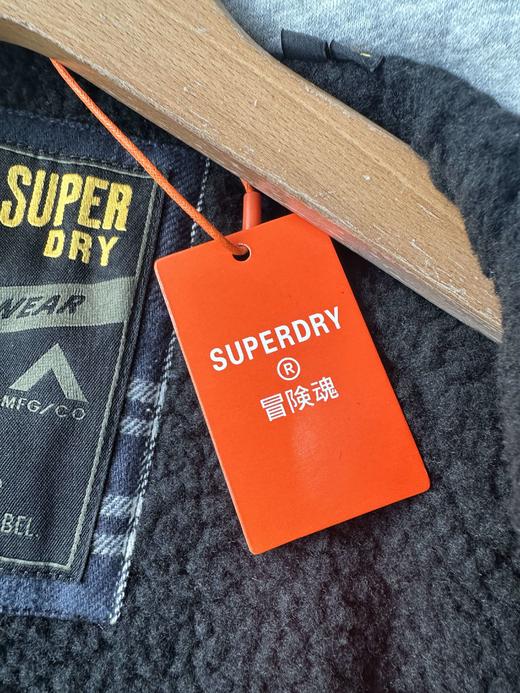 SUPER
DRY
WEAR
MFG/CO
BEL.
SUPERDRY
®
冒険魂